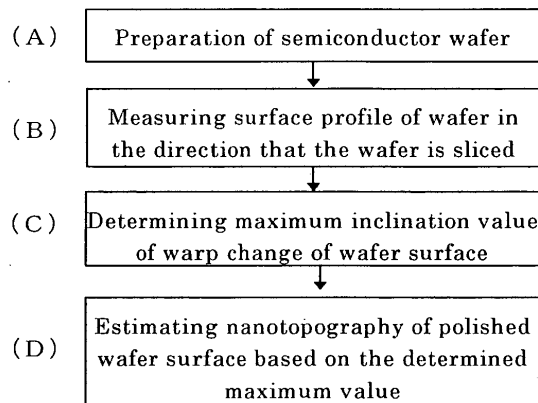 (A) Preparation of semiconductor wafer
(B) Measuring surface profile of wafer in
the direction that the wafer is sliced
(C) Determining maximum inclination value
of warp change of wafer surface
(D) Estimating nanotopography of polished
wafer surface based on the determined
maximum value